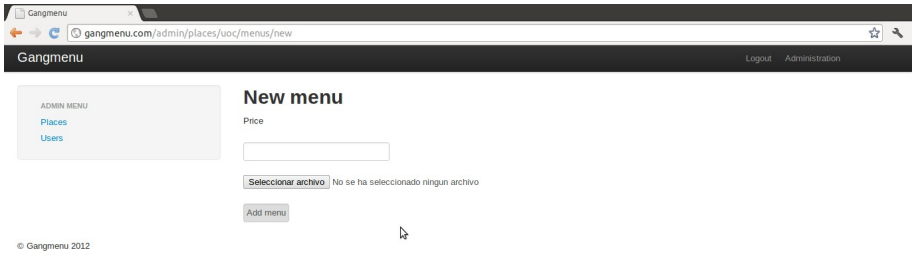 Gangmenu
gangmenu.com/admin/places/uoc/menus/new
Gangmenu
Logout Administration
ADMIN MENU
Places
Users
New menu
Price
Seleccionar archivo No se ha seleccionado ningun archivo
Add menu
© Gangmenu 2012